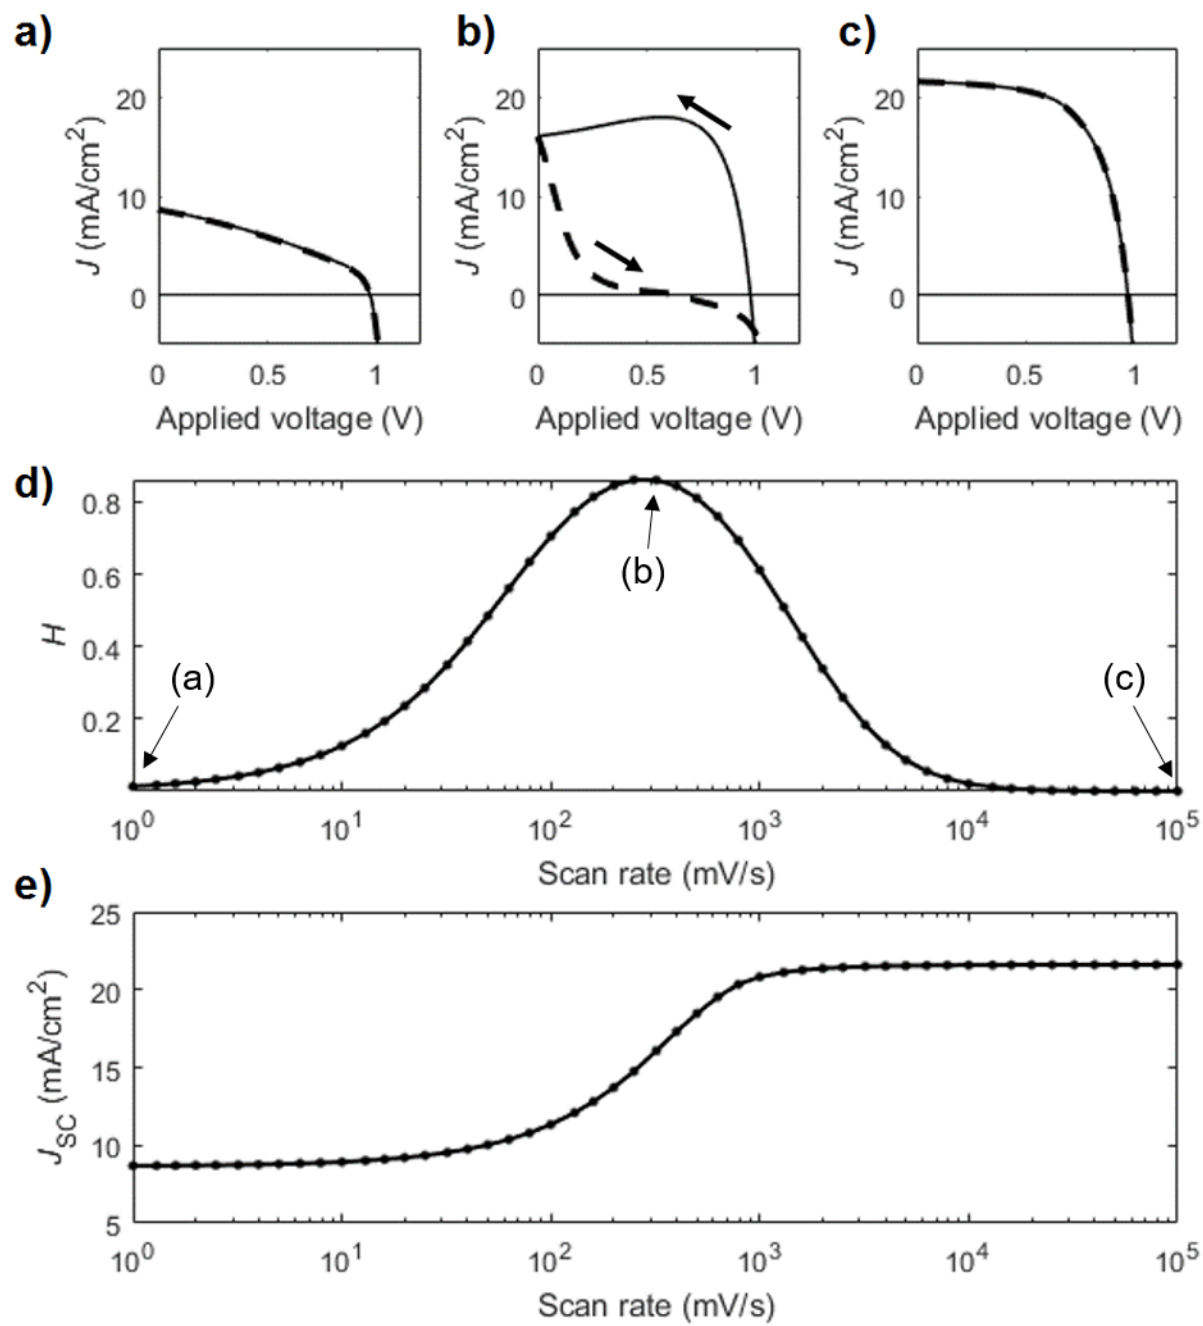 a)
b)
c)
J (mA/cm²)
20
10
0
0 0.5 1
Applied voltage (V)
J (mA/cm²)
20
10
0
0 0.5 1
Applied voltage (V)
J (mA/cm²)
20
10
0
0 0.5 1
Applied voltage (V)
d)
H
0.8
0.6
0.4
0.2
(a)
(b)
(c)
10⁰ 10¹ 10² 10³ 10⁴ 10⁵
Scan rate (mV/s)
e)
J_SC (mA/cm²)
25
20
15
10
5
10⁰ 10¹ 10² 10³ 10⁴ 10⁵
Scan rate (mV/s)